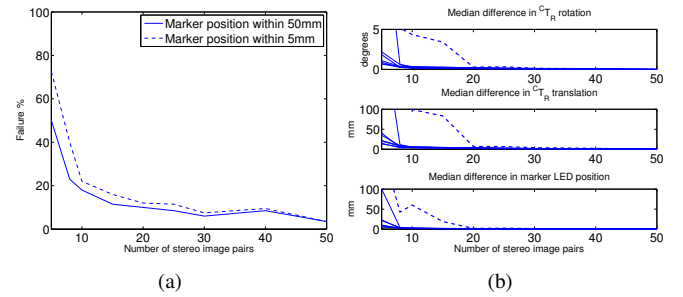 100
80
60
40
20
0
Failure %
Marker position within 50mm
Marker position within 5mm
10 20 30 40 50
Number of stereo image pairs
(a)
Median difference in ᶜT_R rotation
degrees
5
0
10 20 30 40 50
Median difference in ᶜT_R translation
mm
100
50
0
10 20 30 40 50
Median difference in marker LED position
mm
100
50
0
10 20 30 40 50
Number of stereo image pairs
(b)